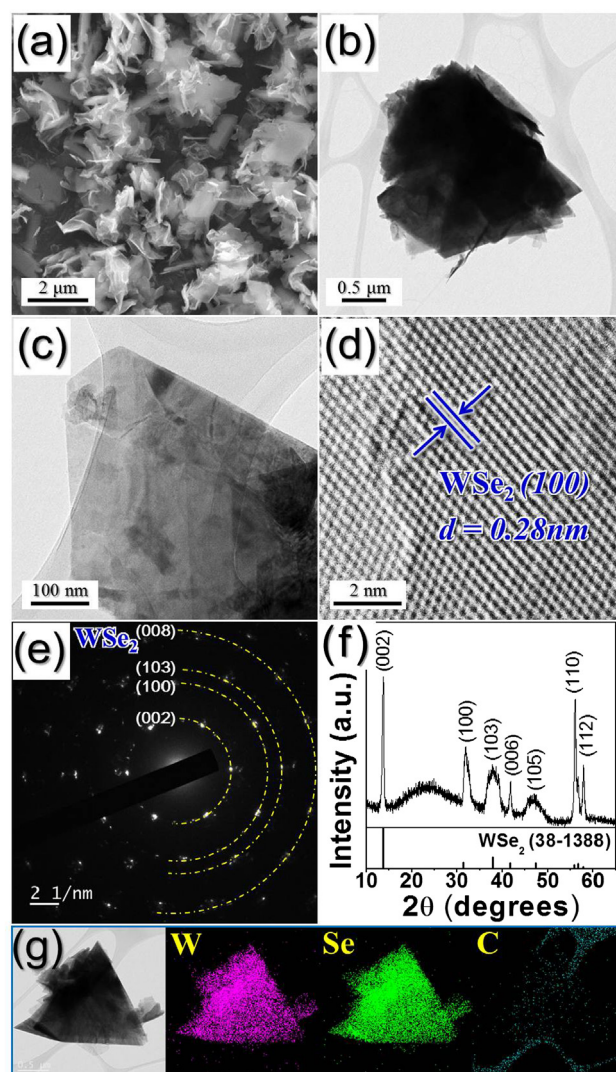 (a)
2 μm
(b)
0.5 μm
(c)
100 nm
(d)
WSe₂ (100)
d = 0.28nm
2 nm
(e)
WSe₂
(008)
(103)
(100)
(002)
2 1/nm
(f)
Intensity (a.u.)
(002)
(100)
(103)
(006)
(105)
(110)
(112)
WSe₂ (38-1388)
10 20 30 40 50 60
2θ (degrees)
(g)
W
Se
C